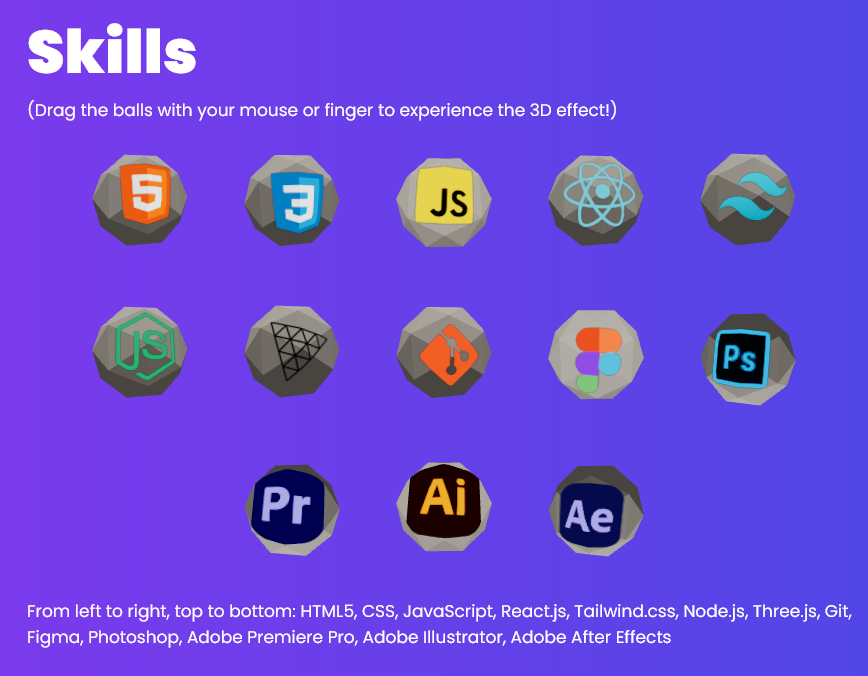 Skills
(Drag the balls with your mouse or finger to experience the 3D effect!)
5 3 JS
JS Ps
Pr Ai Ae
From left to right, top to bottom: HTML5, CSS, JavaScript, React.js, Tailwind.css, Node.js, Three.js, Git,
Figma, Photoshop, Adobe Premiere Pro, Adobe Illustrator, Adobe After Effects